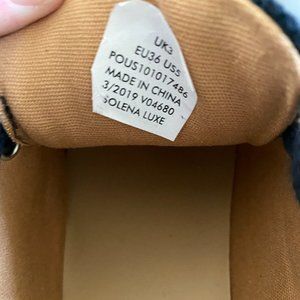 UK3
EU36 US5
POUS101017486
MADE IN CHINA
3/2019 V04680
SOLENA LUXE